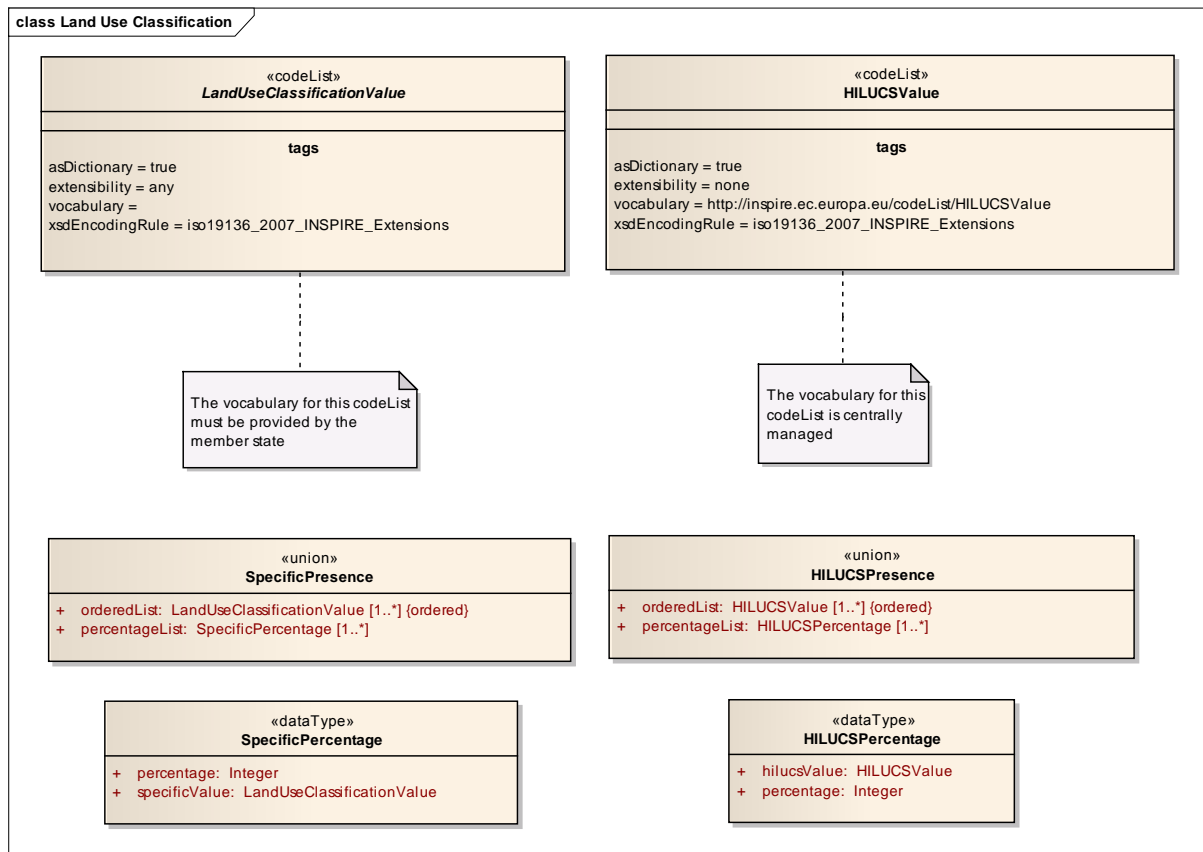 class Land Use Classification
«codeList»
LandUseClassificationValue
tags
asDictionary = true
extensibility = any
vocabulary =
xsdEncodingRule = iso19136_2007_INSPIRE_Extensions
«codeList»
HILUCSValue
tags
asDictionary = true
extensibility = none
vocabulary = http://inspire.ec.europa.eu/codeList/HILUCSValue
xsdEncodingRule = iso19136_2007_INSPIRE_Extensions
The vocabulary for this codeList
must be provided by the
member state
The vocabulary for this
codeList is centrally
managed
«union»
SpecificPresence
+ orderedList: LandUseClassificationValue [1..*] {ordered}
+ percentageList: SpecificPercentage [1..*]
«union»
HILUCSPresence
+ orderedList: HILUCSValue [1..*] {ordered}
+ percentageList: HILUCSPercentage [1..*]
«dataType»
SpecificPercentage
+ percentage: Integer
+ specificValue: LandUseClassificationValue
«dataType»
HILUCSPercentage
+ hilucsValue: HILUCSValue
+ percentage: Integer